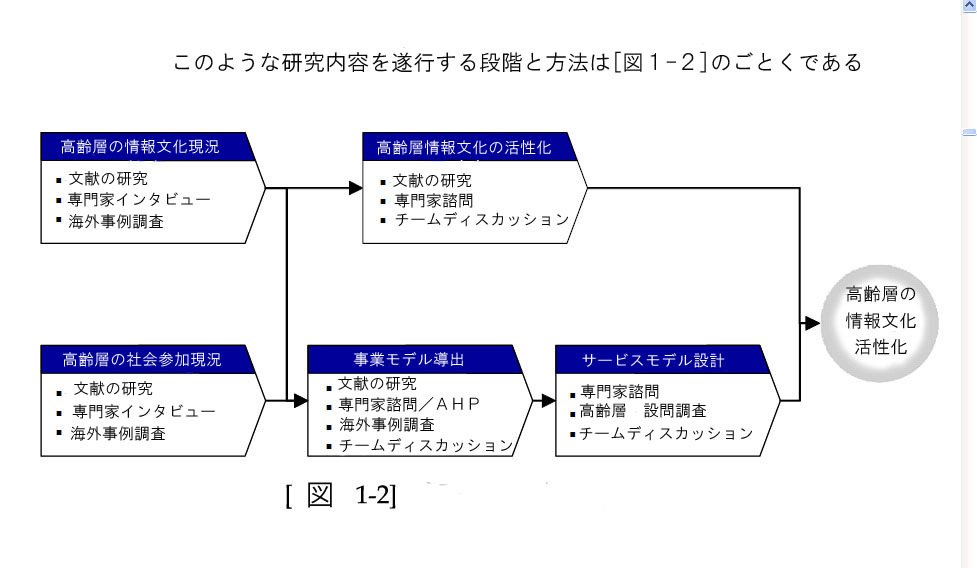 このような研究内容を遂行する段階と方法は[図１-２]のごとくである
高齢層の情報文化現況
▪ 文献の研究
▪ 専門家インタビュー
▪ 海外事例調査
高齢層情報文化の活性化
▪ 文献の研究
▪ 専門家諮問
▪ チームディスカッション
高齢層の社会参加現況
▪ 文献の研究
▪ 専門家インタビュー
▪ 海外事例調査
事業モデル導出
▪ 文献の研究
▪ 専門家諮問／ＡＨＰ
▪ 海外事例調査
▪ チームディスカッション
サービスモデル設計
▪ 専門家諮問
▪ 高齢層 設問調査
▪ チームディスカッション
高齢層の
情報文化
活性化
[ 図 1-2]